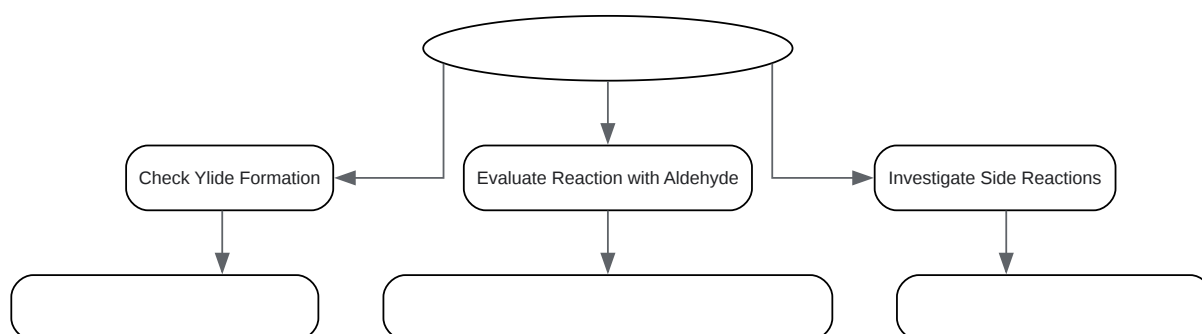 Check Ylide Formation
Evaluate Reaction with Aldehyde
Investigate Side Reactions